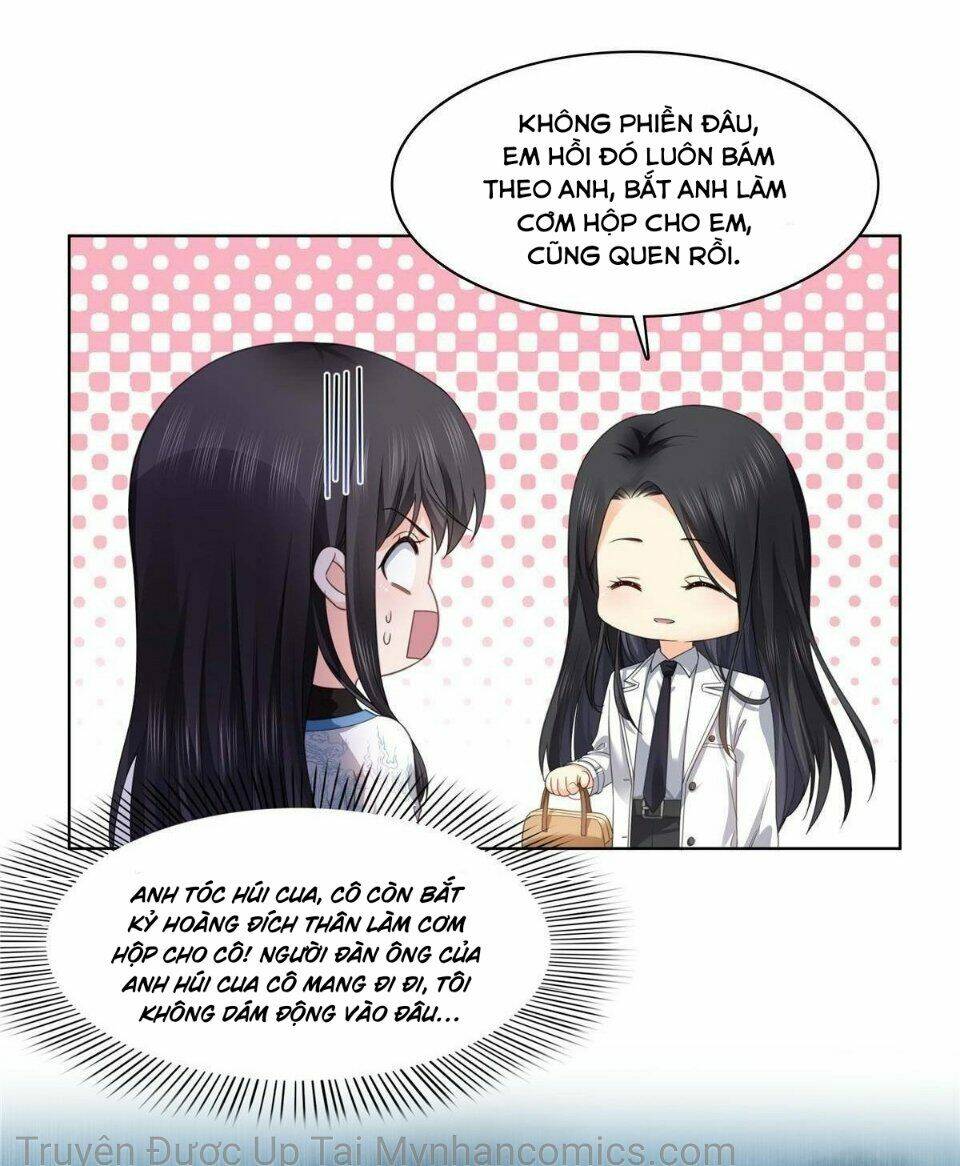 KHÔNG PHIỀN ĐÂU,
EM HỒI ĐÓ LUÔN BÁM
THEO ANH, BẮT ANH LÀM
CƠM HỘP CHO EM,
CŨNG QUEN RỒI.
ANH TÓC HÚI CUA, CÔ CÒN BẮT
KỶ HOÀNG ĐÍCH THÂN LÀM CƠM
HỘP CHO CÔ! NGƯỜI ĐÀN ÔNG CỦA
ANH HÚI CUA CÔ MANG ĐI ĐI, TÔI
KHÔNG DÁM ĐỘNG VÀO ĐÂU...
Truyện Được Up Tại Mynhancomics.com